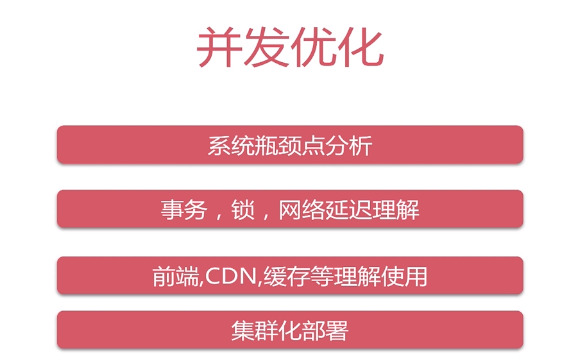 并发优化
系统瓶颈点分析
事务，锁，网络延迟理解
前端,CDN,缓存等理解使用
集群化部署